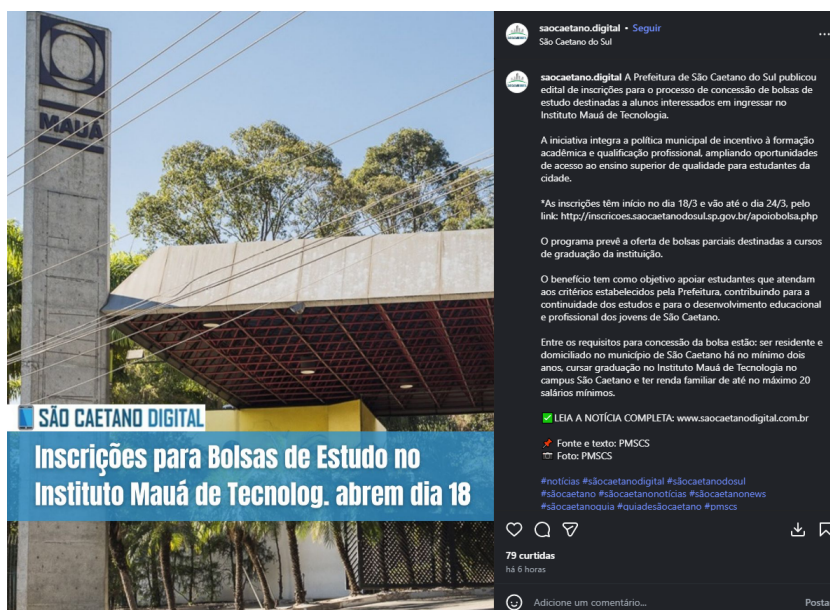 MAUÁ
SÃO CAETANO DIGITAL
Inscrições para Bolsas de Estudo no
Instituto Mauá de Tecnolog. abrem dia 18
saocaetano.digital • Seguir
São Caetano do Sul
saocaetano.digital A Prefeitura de São Caetano do Sul publicou
edital de inscrições para o processo de concessão de bolsas de
estudo destinadas a alunos interessados em ingressar no
Instituto Mauá de Tecnologia.
A iniciativa integra a política municipal de incentivo à formação
acadêmica e qualificação profissional, ampliando oportunidades
de acesso ao ensino superior de qualidade para estudantes da
cidade.
*As inscrições têm início no dia 18/3 e vão até o dia 24/3, pelo
link: http://inscricoes.saocaetanodosul.sp.gov.br/apoiobolsa.php
O programa prevê a oferta de bolsas parciais destinadas a cursos
de graduação da instituição.
O benefício tem como objetivo apoiar estudantes que atendam
aos critérios estabelecidos pela Prefeitura, contribuindo para a
continuidade dos estudos e para o desenvolvimento educacional
e profissional dos jovens de São Caetano.
Entre os requisitos para concessão da bolsa estão: ser residente e
domiciliado no município de São Caetano há no mínimo dois
anos, cursar graduação no Instituto Mauá de Tecnologia no
campus São Caetano e ter renda familiar de até no máximo 20
salários mínimos.
✅ LEIA A NOTÍCIA COMPLETA: www.saocaetanodigital.com.br
📌 Fonte e texto: PMSCS
📷 Foto: PMSCS
#notícias #sãocaetanodigital #sãocaetanodosul
#sãocaetano #sãocaetanonotícias #sãocaetanonews
#sãocaetanoguia #guiadesãocaetano #pmscs
79 curtidas
há 6 horas
Adicione um comentário...
Posta